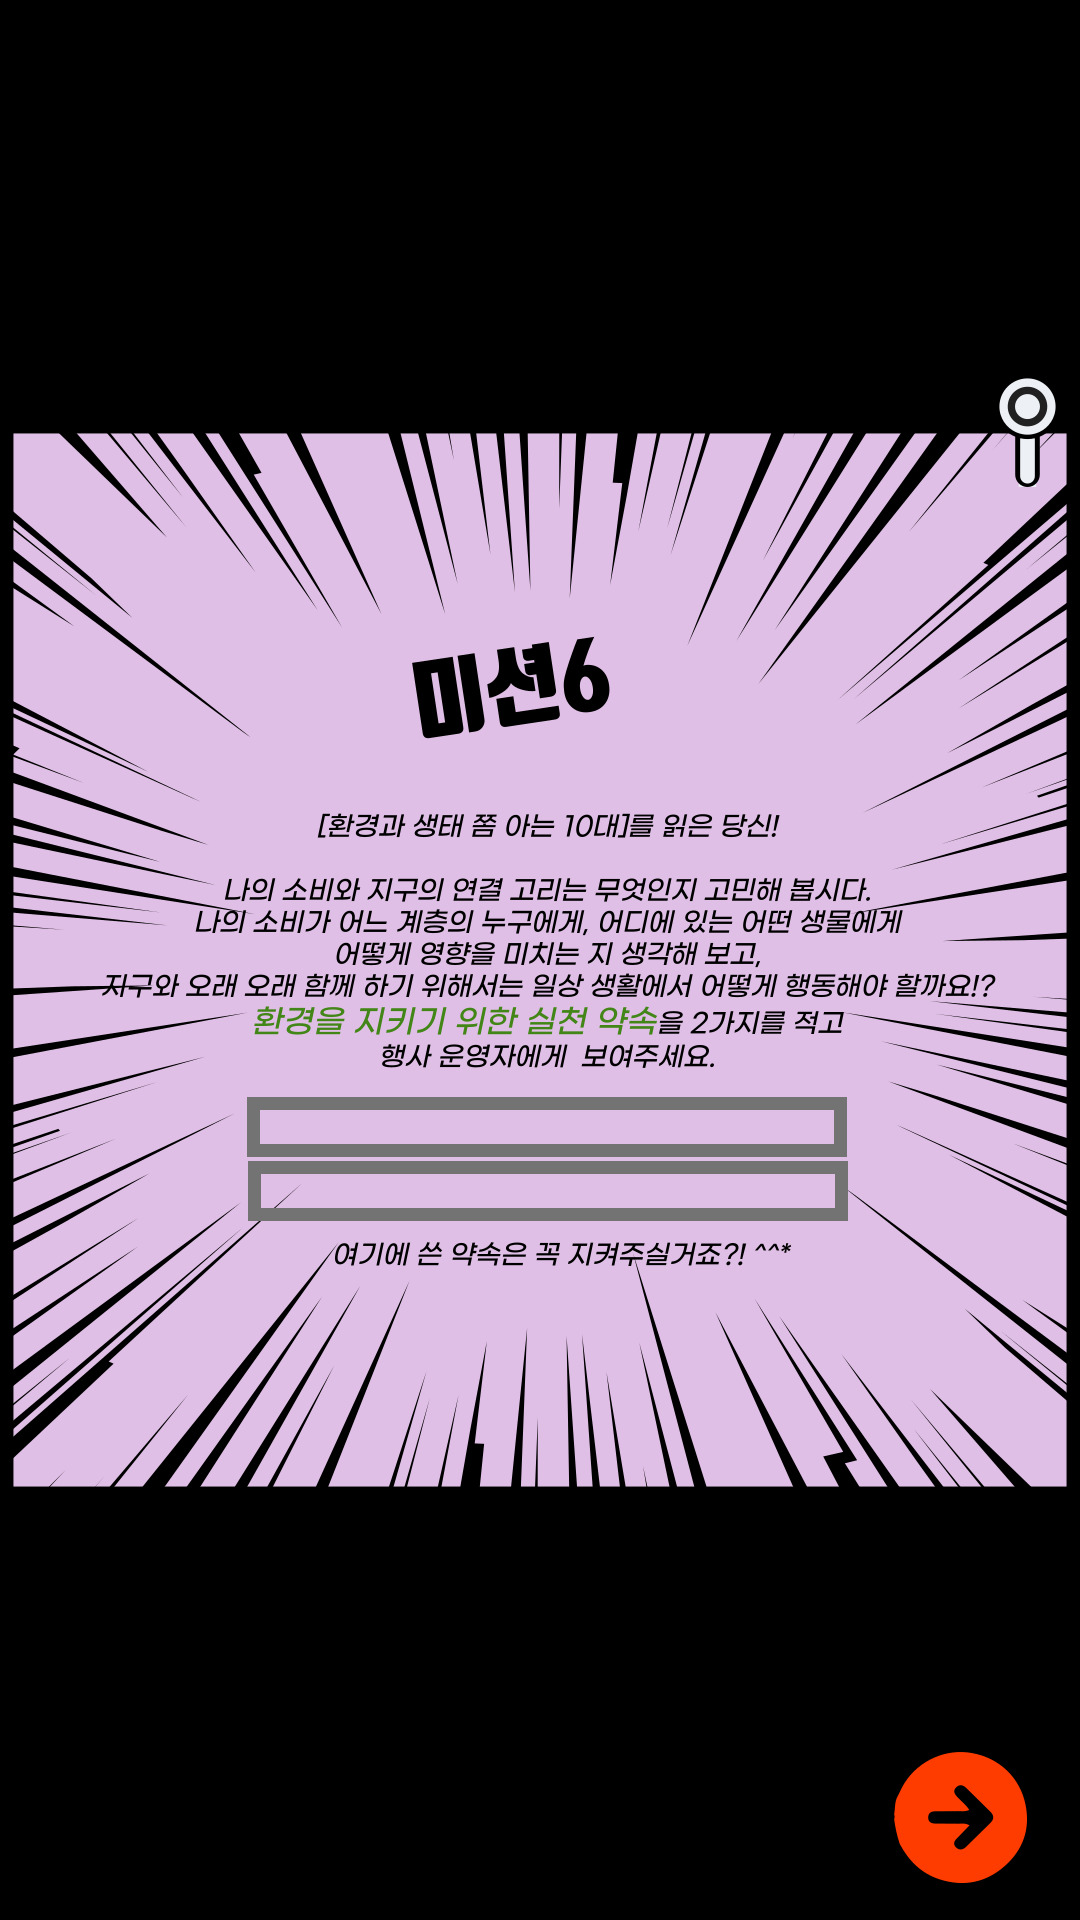 미션6
[환경과 생태 쫌 아는 10대]를 읽은 당신!
나의 소비와 지구의 연결 고리는 무엇인지 고민해 봅시다.
나의 소비가 어느 계층의 누구에게, 어디에 있는 어떤 생물에게
어떻게 영향을 미치는 지 생각해 보고,
지구와 오래 오래 함께 하기 위해서는 일상 생활에서 어떻게 행동해야 할까요!?
환경을 지키기 위한 실천 약속을 2가지를 적고
행사 운영자에게 보여주세요.
여기에 쓴 약속은 꼭 지켜주실거죠?! ^^*